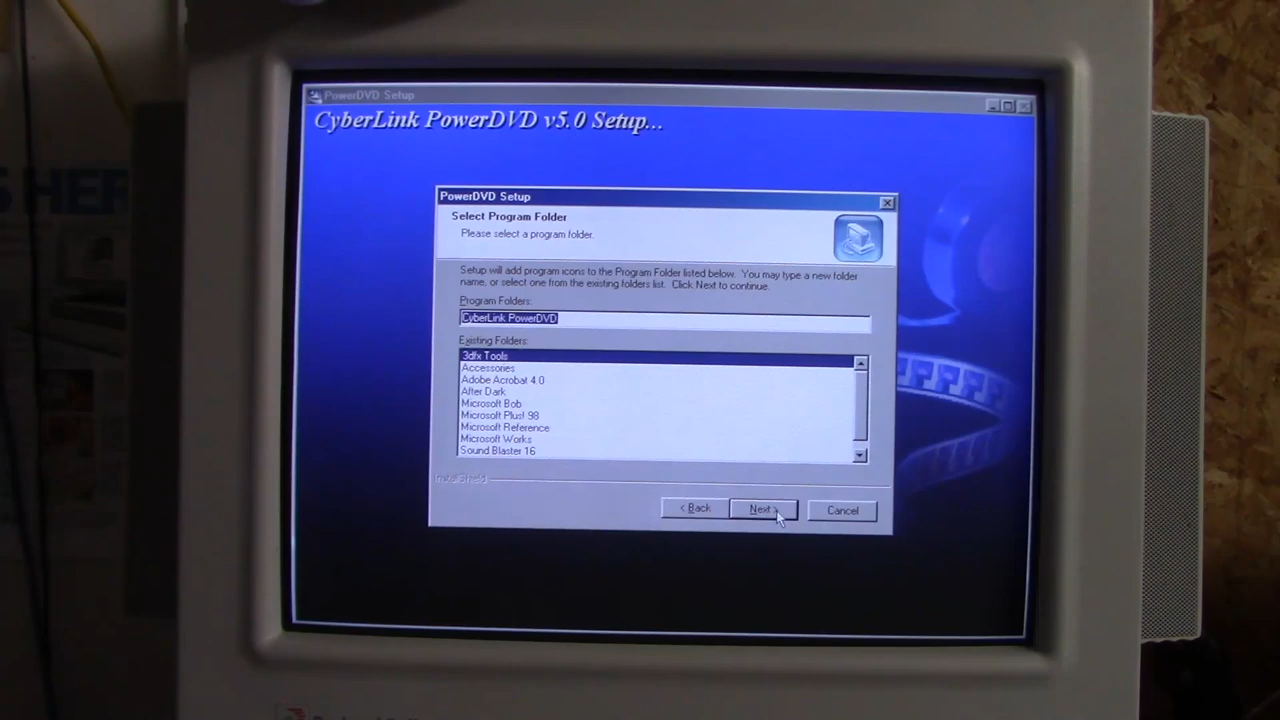 PowerDVD Setup
CyberLink PowerDVD v5.0 Setup...
PowerDVD Setup
Select Program Folder
Please select a program folder.
Setup will add program icons to the Program Folder listed below. You may type a new folder
name, or select one from the existing folders list. Click Next to continue.
Program Folders:
CyberLink PowerDVD
Existing Folders:
3dfx Tools
Accessories
Adobe Acrobat 4.0
After Dark
Microsoft Bob
Microsoft Plus! 98
Microsoft Reference
Microsoft Works
Sound Blaster 16
InstallShield
< Back
Next >
Cancel
S HER